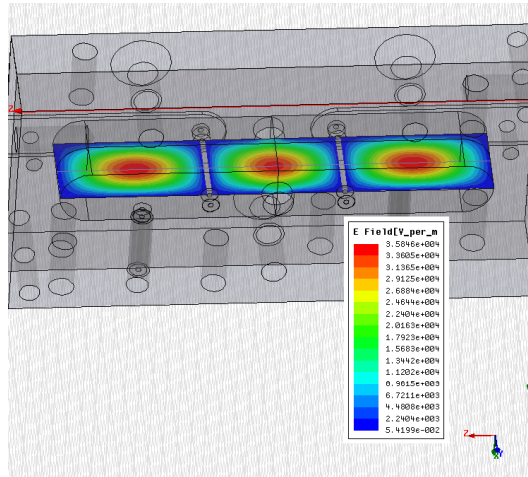 Z
E Field[V_per_m
3.5846e+004
3.3605e+004
3.1365e+004
2.9125e+004
2.6884e+004
2.4644e+004
2.2404e+004
2.0163e+004
1.7923e+004
1.5683e+004
1.3442e+004
1.1202e+004
8.9615e+003
6.7211e+003
4.4808e+003
2.2404e+003
5.4199e-002
Z
Y